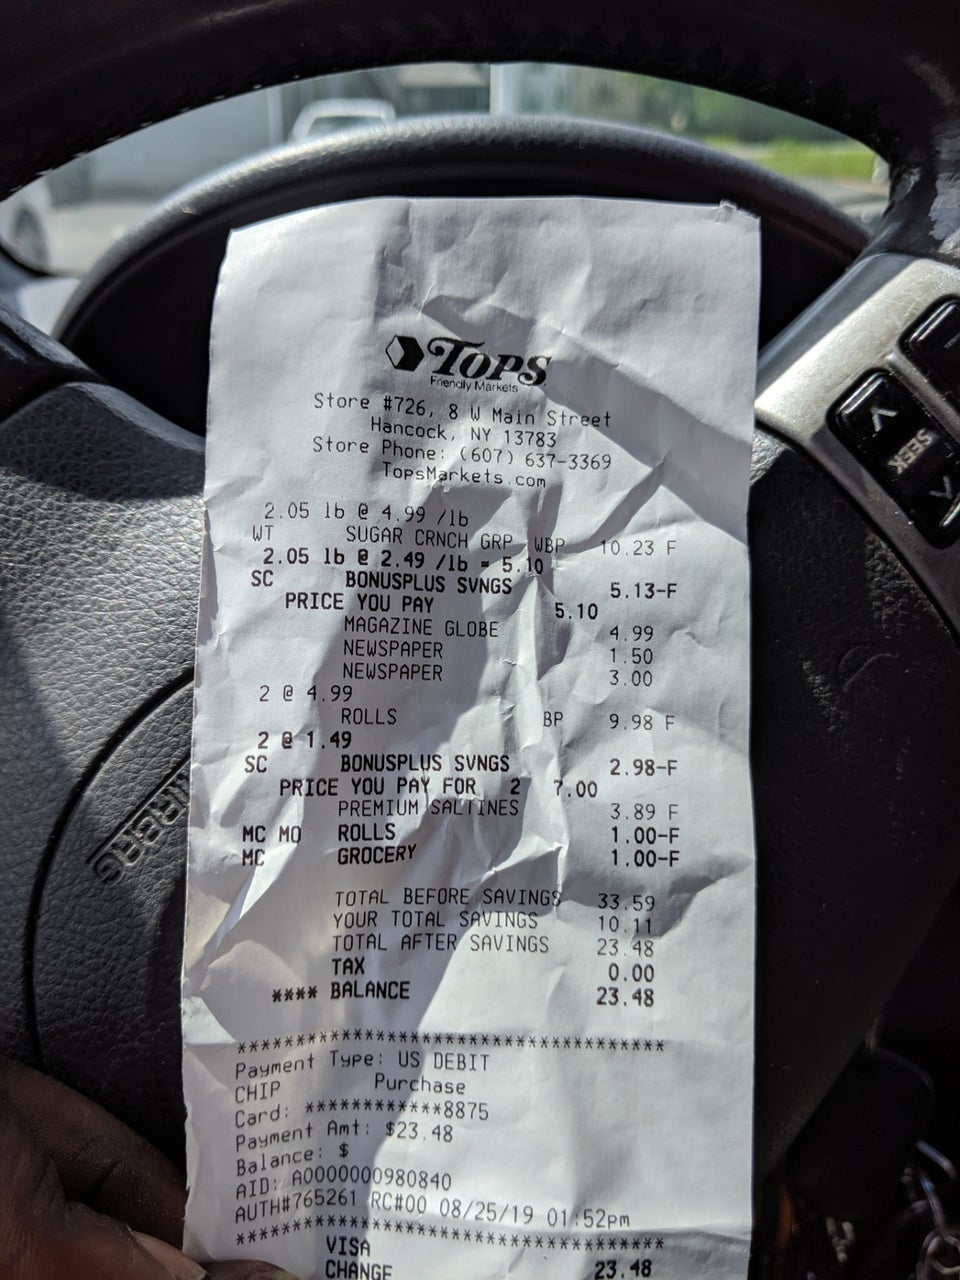 TOPS
Friendly Markets
Store #726, 8 W Main Street
Hancock, NY 13783
Store Phone: (607) 637-3369
TopsMarkets.com
2.05 lb @ 4.99 /lb
WT SUGAR CRNCH GRP WBP 10.23 F
2.05 lb @ 2.49 /lb = 5.10
SC BONUSPLUS SVNGS 5.13-F
PRICE YOU PAY 5.10
MAGAZINE GLOBE 4.99
NEWSPAPER 1.50
NEWSPAPER 3.00
2 @ 4.99
ROLLS BP 9.98 F
2 @ 1.49
SC BONUSPLUS SVNGS 2.98-F
PRICE YOU PAY FOR 2 7.00
PREMIUM SALTINES 3.89 F
MC MO ROLLS 1.00-F
MC GROCERY 1.00-F
TOTAL BEFORE SAVINGS 33.59
YOUR TOTAL SAVINGS 10.11
TOTAL AFTER SAVINGS 23.48
TAX 0.00
**** BALANCE 23.48
**************************************
Payment Type: US DEBIT
CHIP Purchase
Card: ************8875
Payment Amt: $23.48
Balance: $
AID: A0000000980840
AUTH#765261 RC#00 08/25/19 01:52pm
**************************************
VISA 23.48
CHANGE
SEEK
AIRBAG